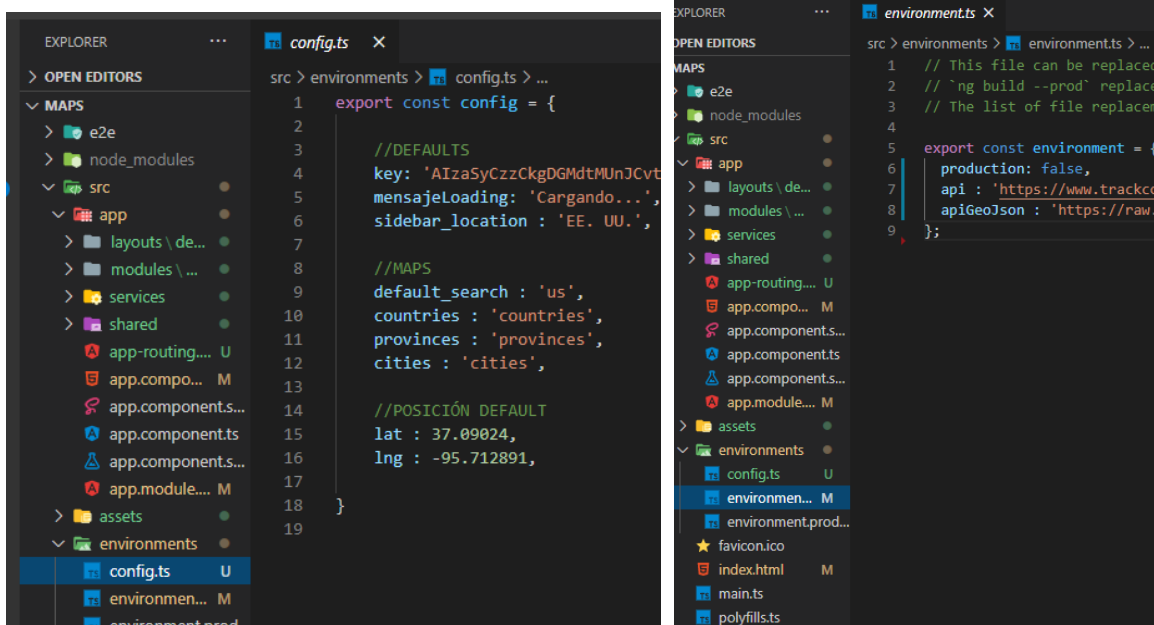 EXPLORER ...
OPEN EDITORS
MAPS
e2e
node_modules
src
app
layouts \ de...
modules \ ...
services
shared
app-routing.... U
app.compo... M
app.component.s...
app.component.ts
app.component.s...
app.module.... M
assets
environments
config.ts U
environmen... M
environment.prod
config.ts
src > environments > config.ts > ...
1 export const config = {
2
3 //DEFAULTS
4 key: 'AIzaSyCzzCkgDGMdtMUnJCvt
5 mensajeLoading: 'Cargando...',
6 sidebar_location : 'EE. UU.',
7
8 //MAPS
9 default_search : 'us',
10 countries : 'countries',
11 provinces : 'provinces',
12 cities : 'cities',
13
14 //POSICIÓN DEFAULT
15 lat : 37.09024,
16 lng : -95.712891,
17
18 }
19
EXPLORER ...
OPEN EDITORS
MAPS
e2e
node_modules
src
app
layouts \ de...
modules \ ...
services
shared
app-routing.... U
app.compo... M
app.component.s...
app.component.ts
app.component.s...
app.module.... M
assets
environments
config.ts U
environmen... M
environment.prod...
favicon.ico
index.html M
main.ts
polyfills.ts
environment.ts
src > environments > environment.ts > ...
1 // This file can be replaced
2 // `ng build --prod` replace
3 // The list of file replacem
4
5 export const environment = {
6 production: false,
7 api : 'https://www.trackco
8 apiGeoJson : 'https://raw.
9 };